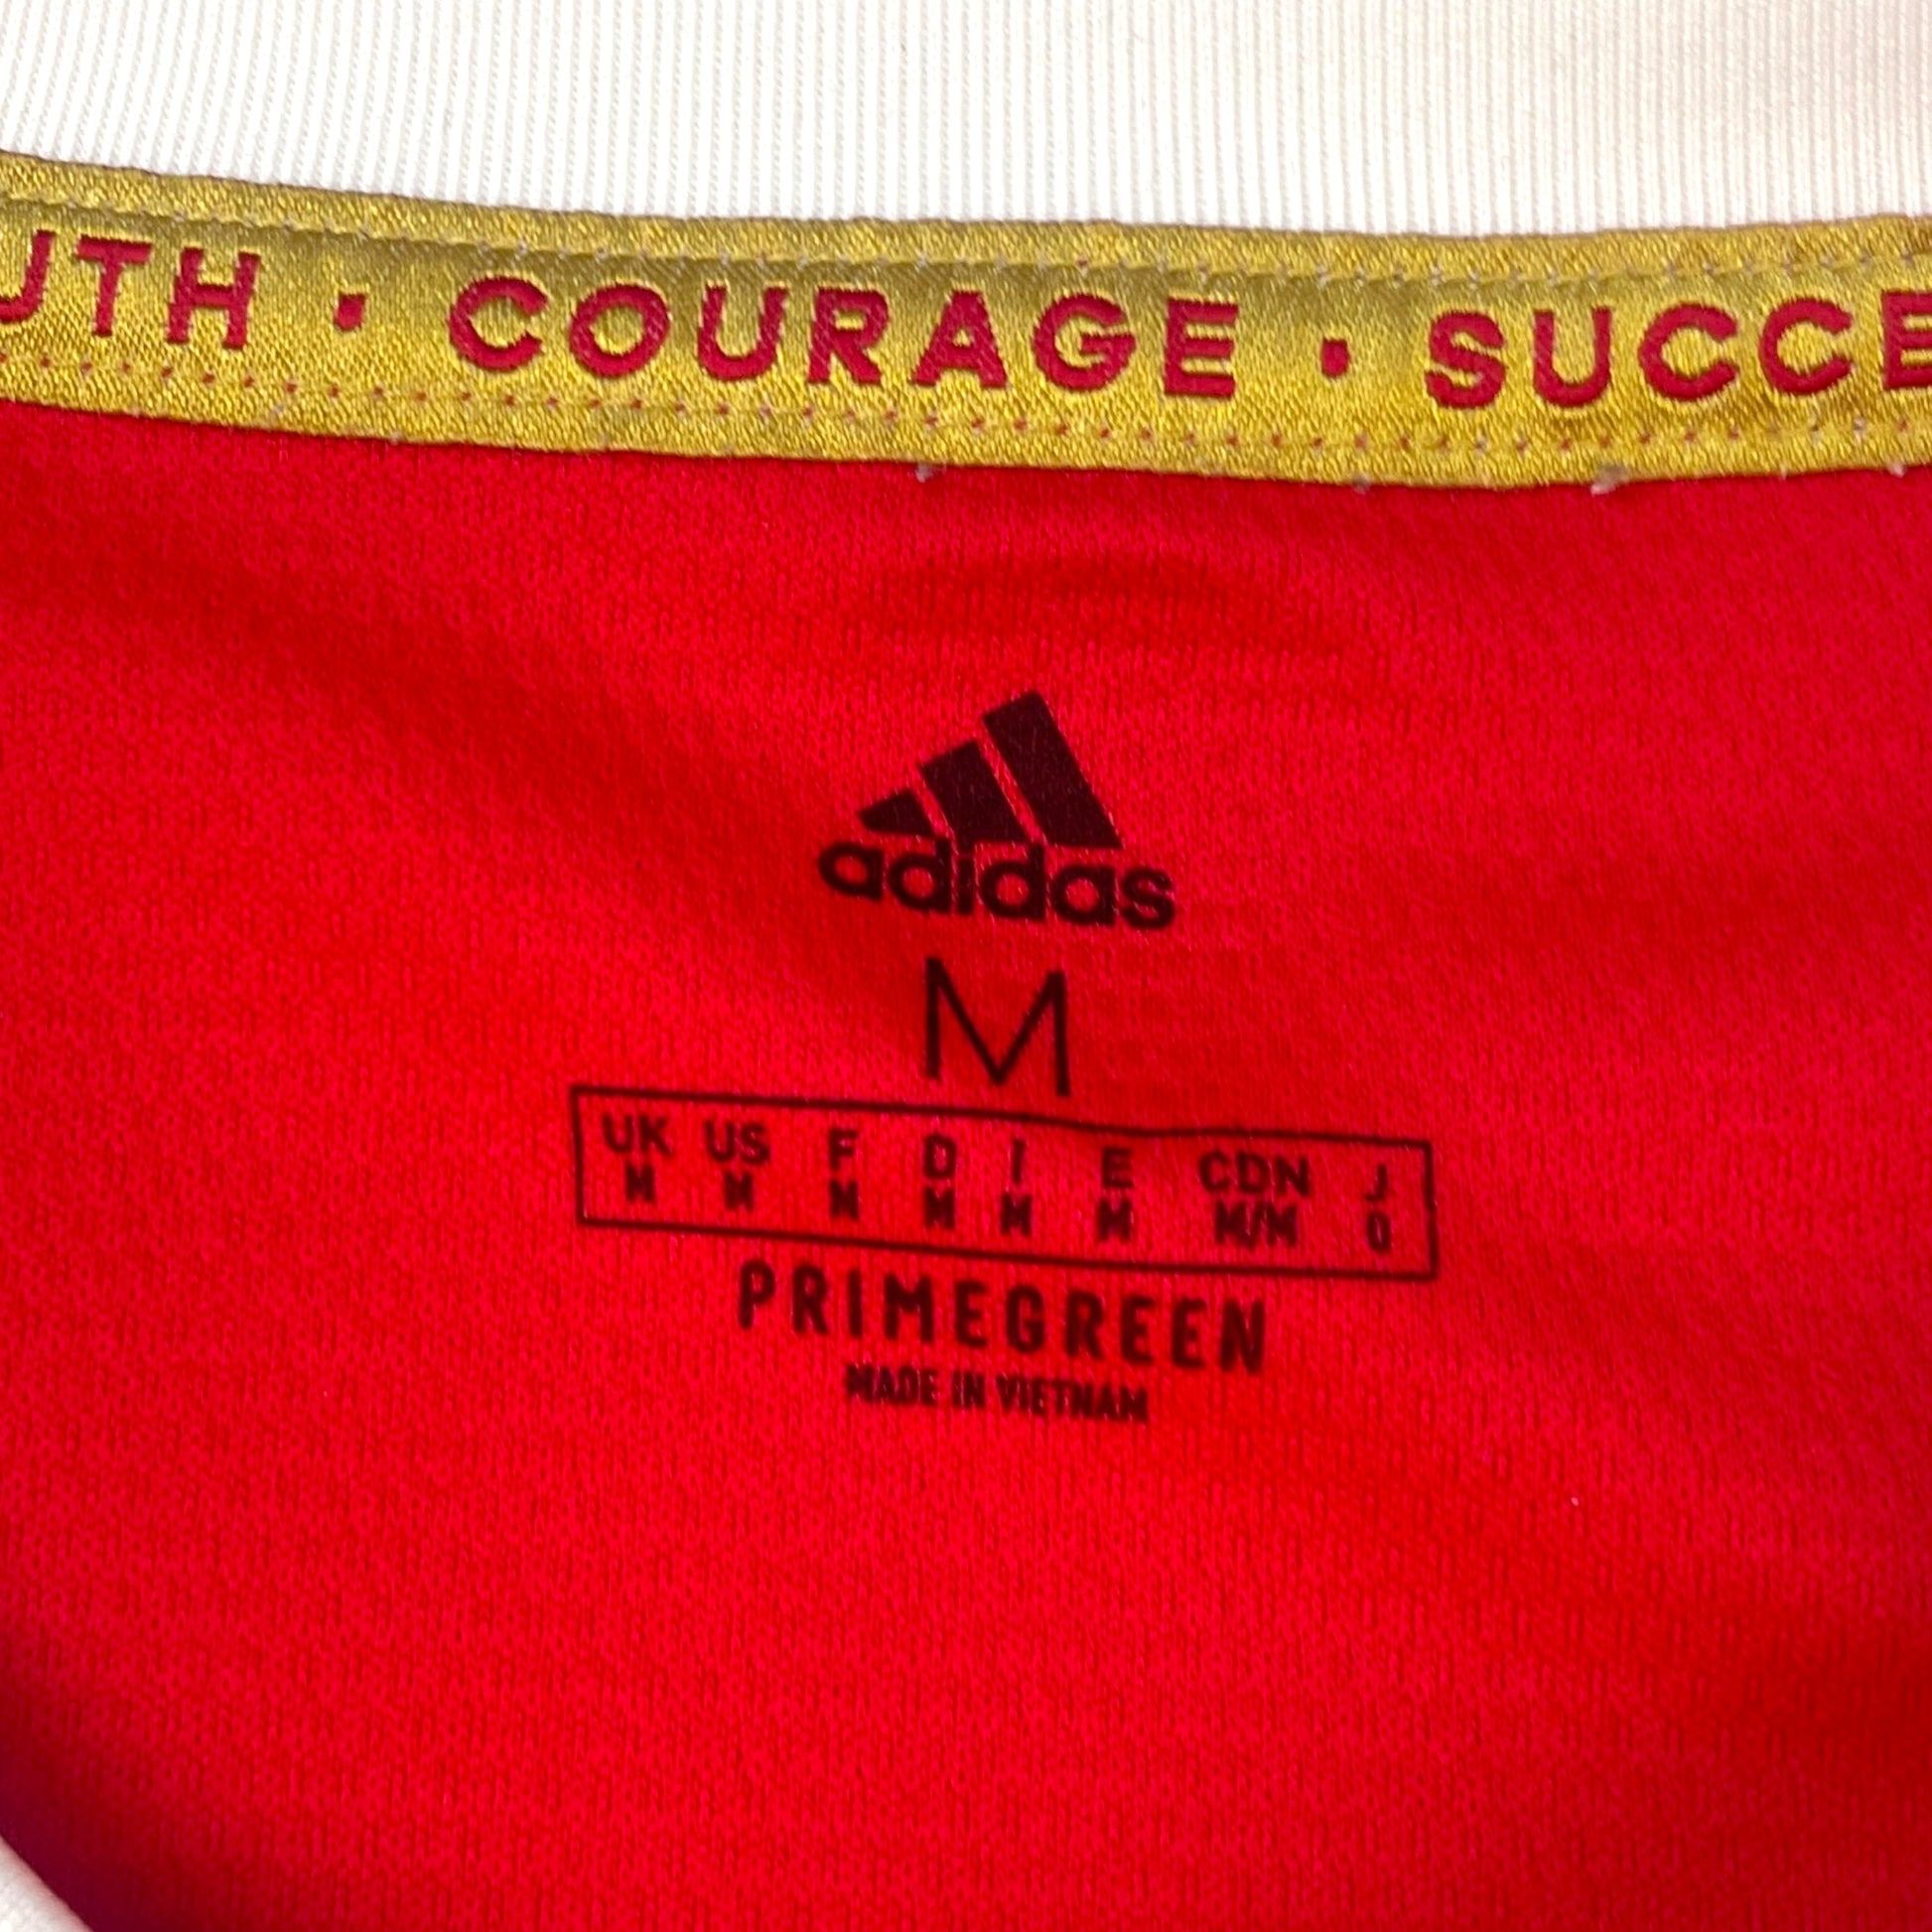 UTH · COURAGE · SUCCE
adidas
M
UK US F D I E CDN J
M M M M M M M/M O
PRIMEGREEN
MADE IN VIETNAM